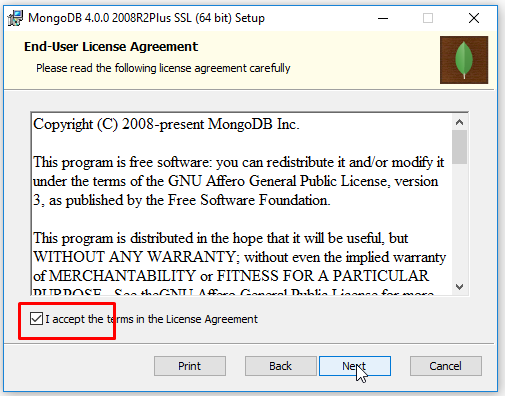 MongoDB 4.0.0 2008R2Plus SSL (64 bit) Setup
End-User License Agreement
Please read the following license agreement carefully
Copyright (C) 2008-present MongoDB Inc.
This program is free software: you can redistribute it and/or modify it
under the terms of the GNU Affero General Public License, version
3, as published by the Free Software Foundation.
This program is distributed in the hope that it will be useful, but
WITHOUT ANY WARRANTY; without even the implied warranty
of MERCHANTABILITY or FITNESS FOR A PARTICULAR
PURPOSE. See theGNU Affero General Public License for more
I accept the terms in the License Agreement
Print
Back
Next
Cancel